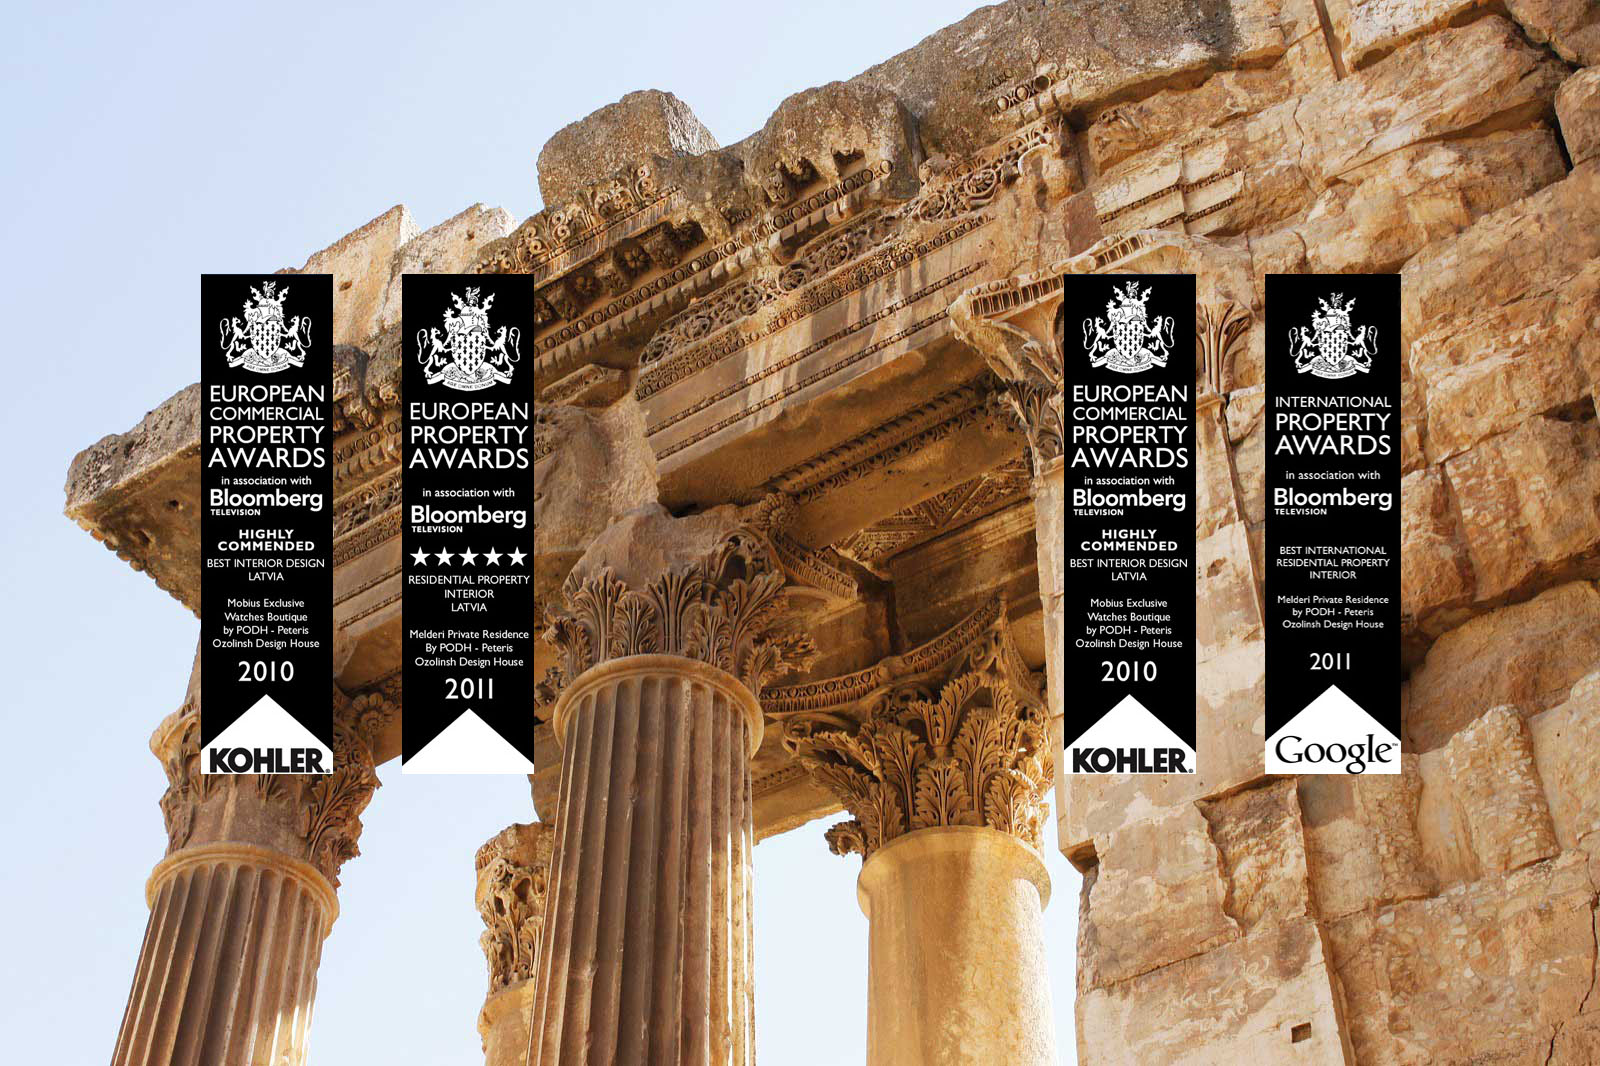 EUROPEAN
COMMERCIAL
PROPERTY
AWARDS
in association with
Bloomberg
TELEVISION
HIGHLY
COMMENDED
BEST INTERIOR DESIGN
LATVIA
Mobius Exclusive
Watches Boutique
by PODH - Peteris
Ozolinsh Design House
2010
KOHLER®
EUROPEAN
PROPERTY
AWARDS
in association with
Bloomberg
TELEVISION
★★★★★
RESIDENTIAL PROPERTY
INTERIOR
LATVIA
Melderi Private Residence
By PODH - Peteris
Ozolinsh Design House
2011
EUROPEAN
COMMERCIAL
PROPERTY
AWARDS
in association with
Bloomberg
TELEVISION
HIGHLY
COMMENDED
BEST INTERIOR DESIGN
LATVIA
Mobius Exclusive
Watches Boutique
by PODH - Peteris
Ozolinsh Design House
2010
KOHLER®
INTERNATIONAL
PROPERTY
AWARDS
in association with
Bloomberg
TELEVISION
BEST INTERNATIONAL
RESIDENTIAL PROPERTY
INTERIOR
Melderi Private Residence
by PODH - Peteris
Ozolinsh Design House
2011
Google™